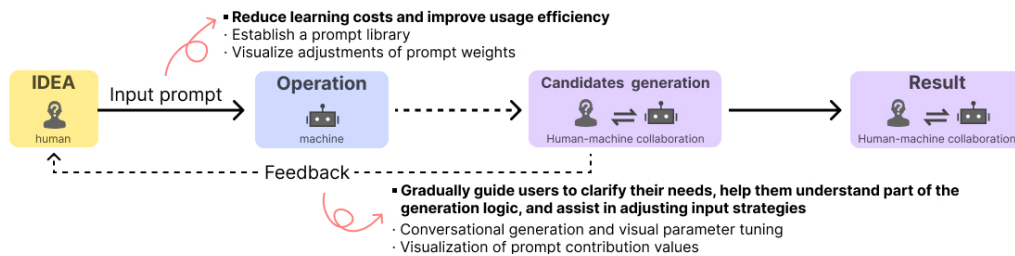 ▪ Reduce learning costs and improve usage efficiency
· Establish a prompt library
· Visualize adjustments of prompt weights
IDEA
human
Input prompt
Operation
machine
Candidates generation
Human-machine collaboration
Result
Human-machine collaboration
Feedback
▪ Gradually guide users to clarify their needs, help them understand part of the
generation logic, and assist in adjusting input strategies
· Conversational generation and visual parameter tuning
· Visualization of prompt contribution values